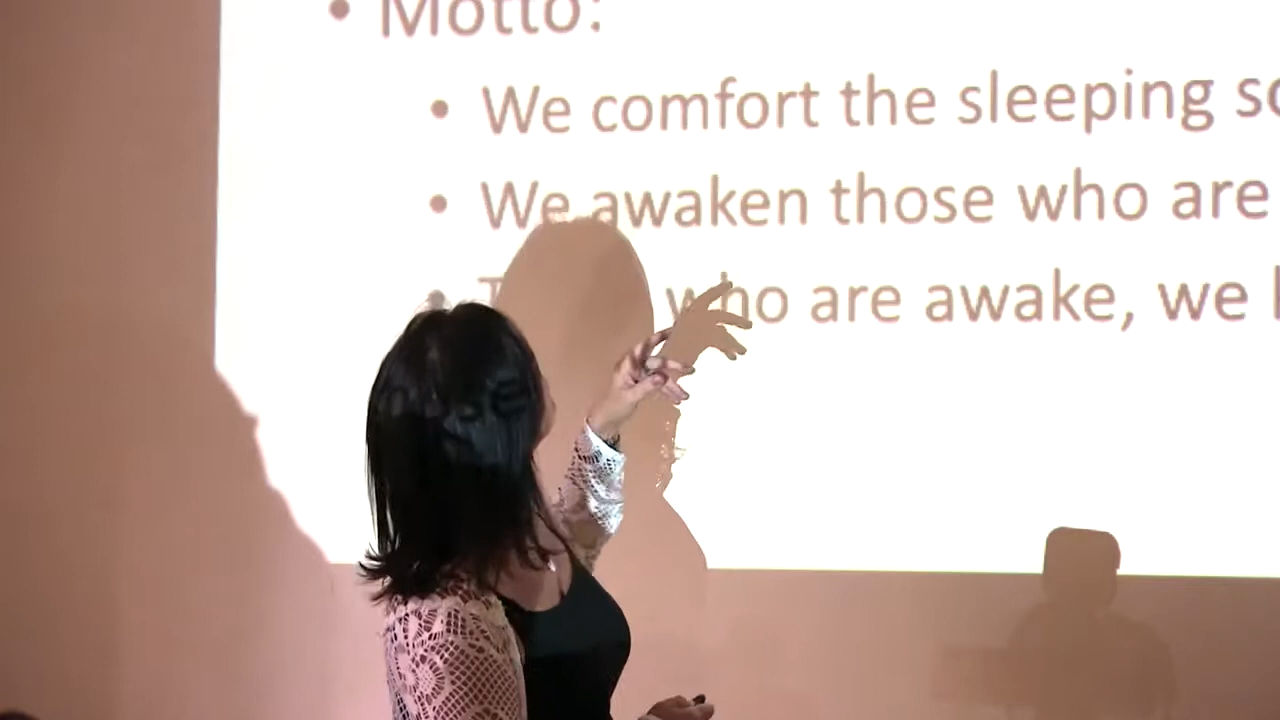 • Motto:
• We comfort the sleeping
• We awaken those who are
• who are awake, we